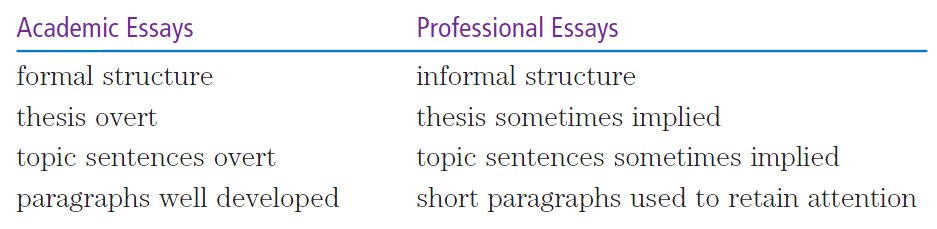 Academic Essays Professional Essays
formal structure informal structure
thesis overt thesis sometimes implied
topic sentences overt topic sentences sometimes implied
paragraphs well developed short paragraphs used to retain attention